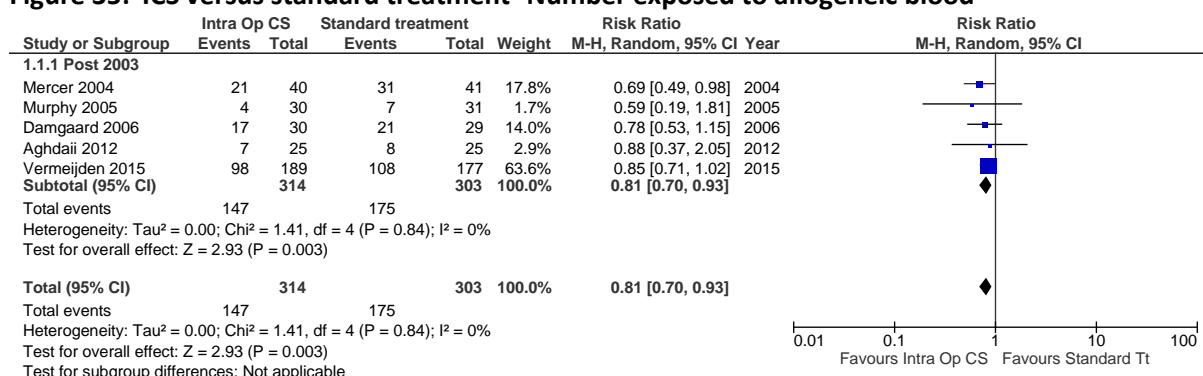 Figure 35: ICS versus standard treatment- Number exposed to allogeneic blood
Intra Op CS Standard treatment Risk Ratio Risk Ratio
Study or Subgroup Events Total Events Total Weight M-H, Random, 95% CI Year M-H, Random, 95% CI
1.1.1 Post 2003
Mercer 2004 21 40 31 41 17.8% 0.69 [0.49, 0.98] 2004
Murphy 2005 4 30 7 31 1.7% 0.59 [0.19, 1.81] 2005
Damgaard 2006 17 30 21 29 14.0% 0.78 [0.53, 1.15] 2006
Aghdaii 2012 7 25 8 25 2.9% 0.88 [0.37, 2.05] 2012
Vermeijden 2015 98 189 108 177 63.6% 0.85 [0.71, 1.02] 2015
Subtotal (95% CI) 314 303 100.0% 0.81 [0.70, 0.93]
Total events 147 175
Heterogeneity: Tau² = 0.00; Chi² = 1.41, df = 4 (P = 0.84); I² = 0%
Test for overall effect: Z = 2.93 (P = 0.003)
Total (95% CI) 314 303 100.0% 0.81 [0.70, 0.93]
Total events 147 175
Heterogeneity: Tau² = 0.00; Chi² = 1.41, df = 4 (P = 0.84); I² = 0%
Test for overall effect: Z = 2.93 (P = 0.003)
Test for subgroup differences: Not applicable
0.01 0.1 1 10 100
Favours Intra Op CS Favours Standard Tt